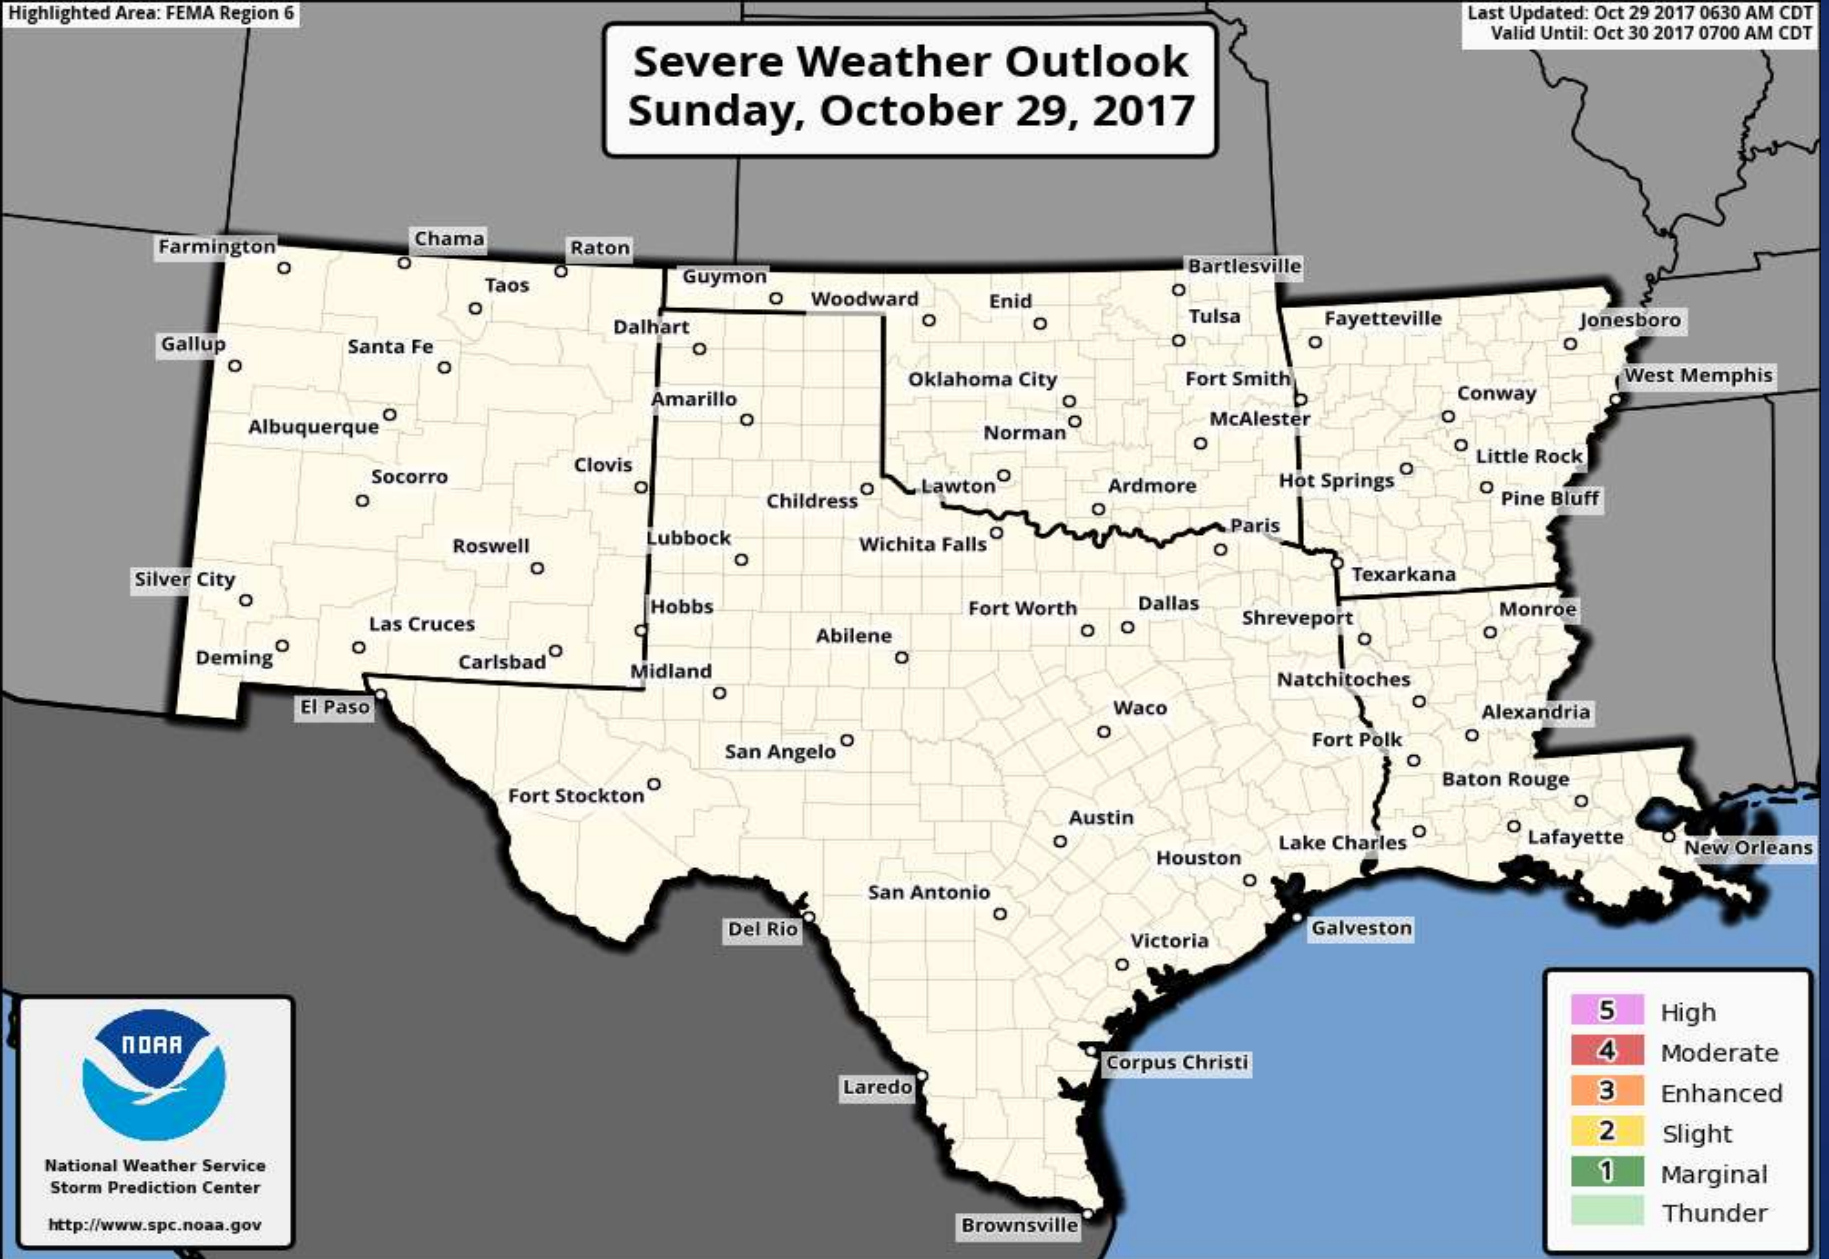 Highlighted Area: FEMA Region 6
Last Updated: Oct 29 2017 0630 AM CDT
Valid Until: Oct 30 2017 0700 AM CDT
Severe Weather Outlook
Sunday, October 29, 2017
Farmington
Chama
Raton
Taos
Guymon
Woodward
Enid
Bartlesville
Tulsa
Fayetteville
Jonesboro
Gallup
Santa Fe
Dalhart
Oklahoma City
Fort Smith
Conway
West Memphis
Albuquerque
Amarillo
Norman
McAlester
Little Rock
Socorro
Clovis
Childress
Lawton
Ardmore
Hot Springs
Pine Bluff
Roswell
Lubbock
Wichita Falls
Paris
Texarkana
Silver City
Las Cruces
Hobbs
Fort Worth
Dallas
Shreveport
Monroe
Deming
Carlsbad
Midland
Abilene
Natchitoches
El Paso
Waco
Alexandria
San Angelo
Fort Polk
Fort Stockton
Baton Rouge
Austin
Lake Charles
Lafayette
New Orleans
Houston
San Antonio
Del Rio
Victoria
Galveston
Corpus Christi
Laredo
Brownsville
NOAA
National Weather Service
Storm Prediction Center
http://www.spc.noaa.gov
5 High
4 Moderate
3 Enhanced
2 Slight
1 Marginal
Thunder